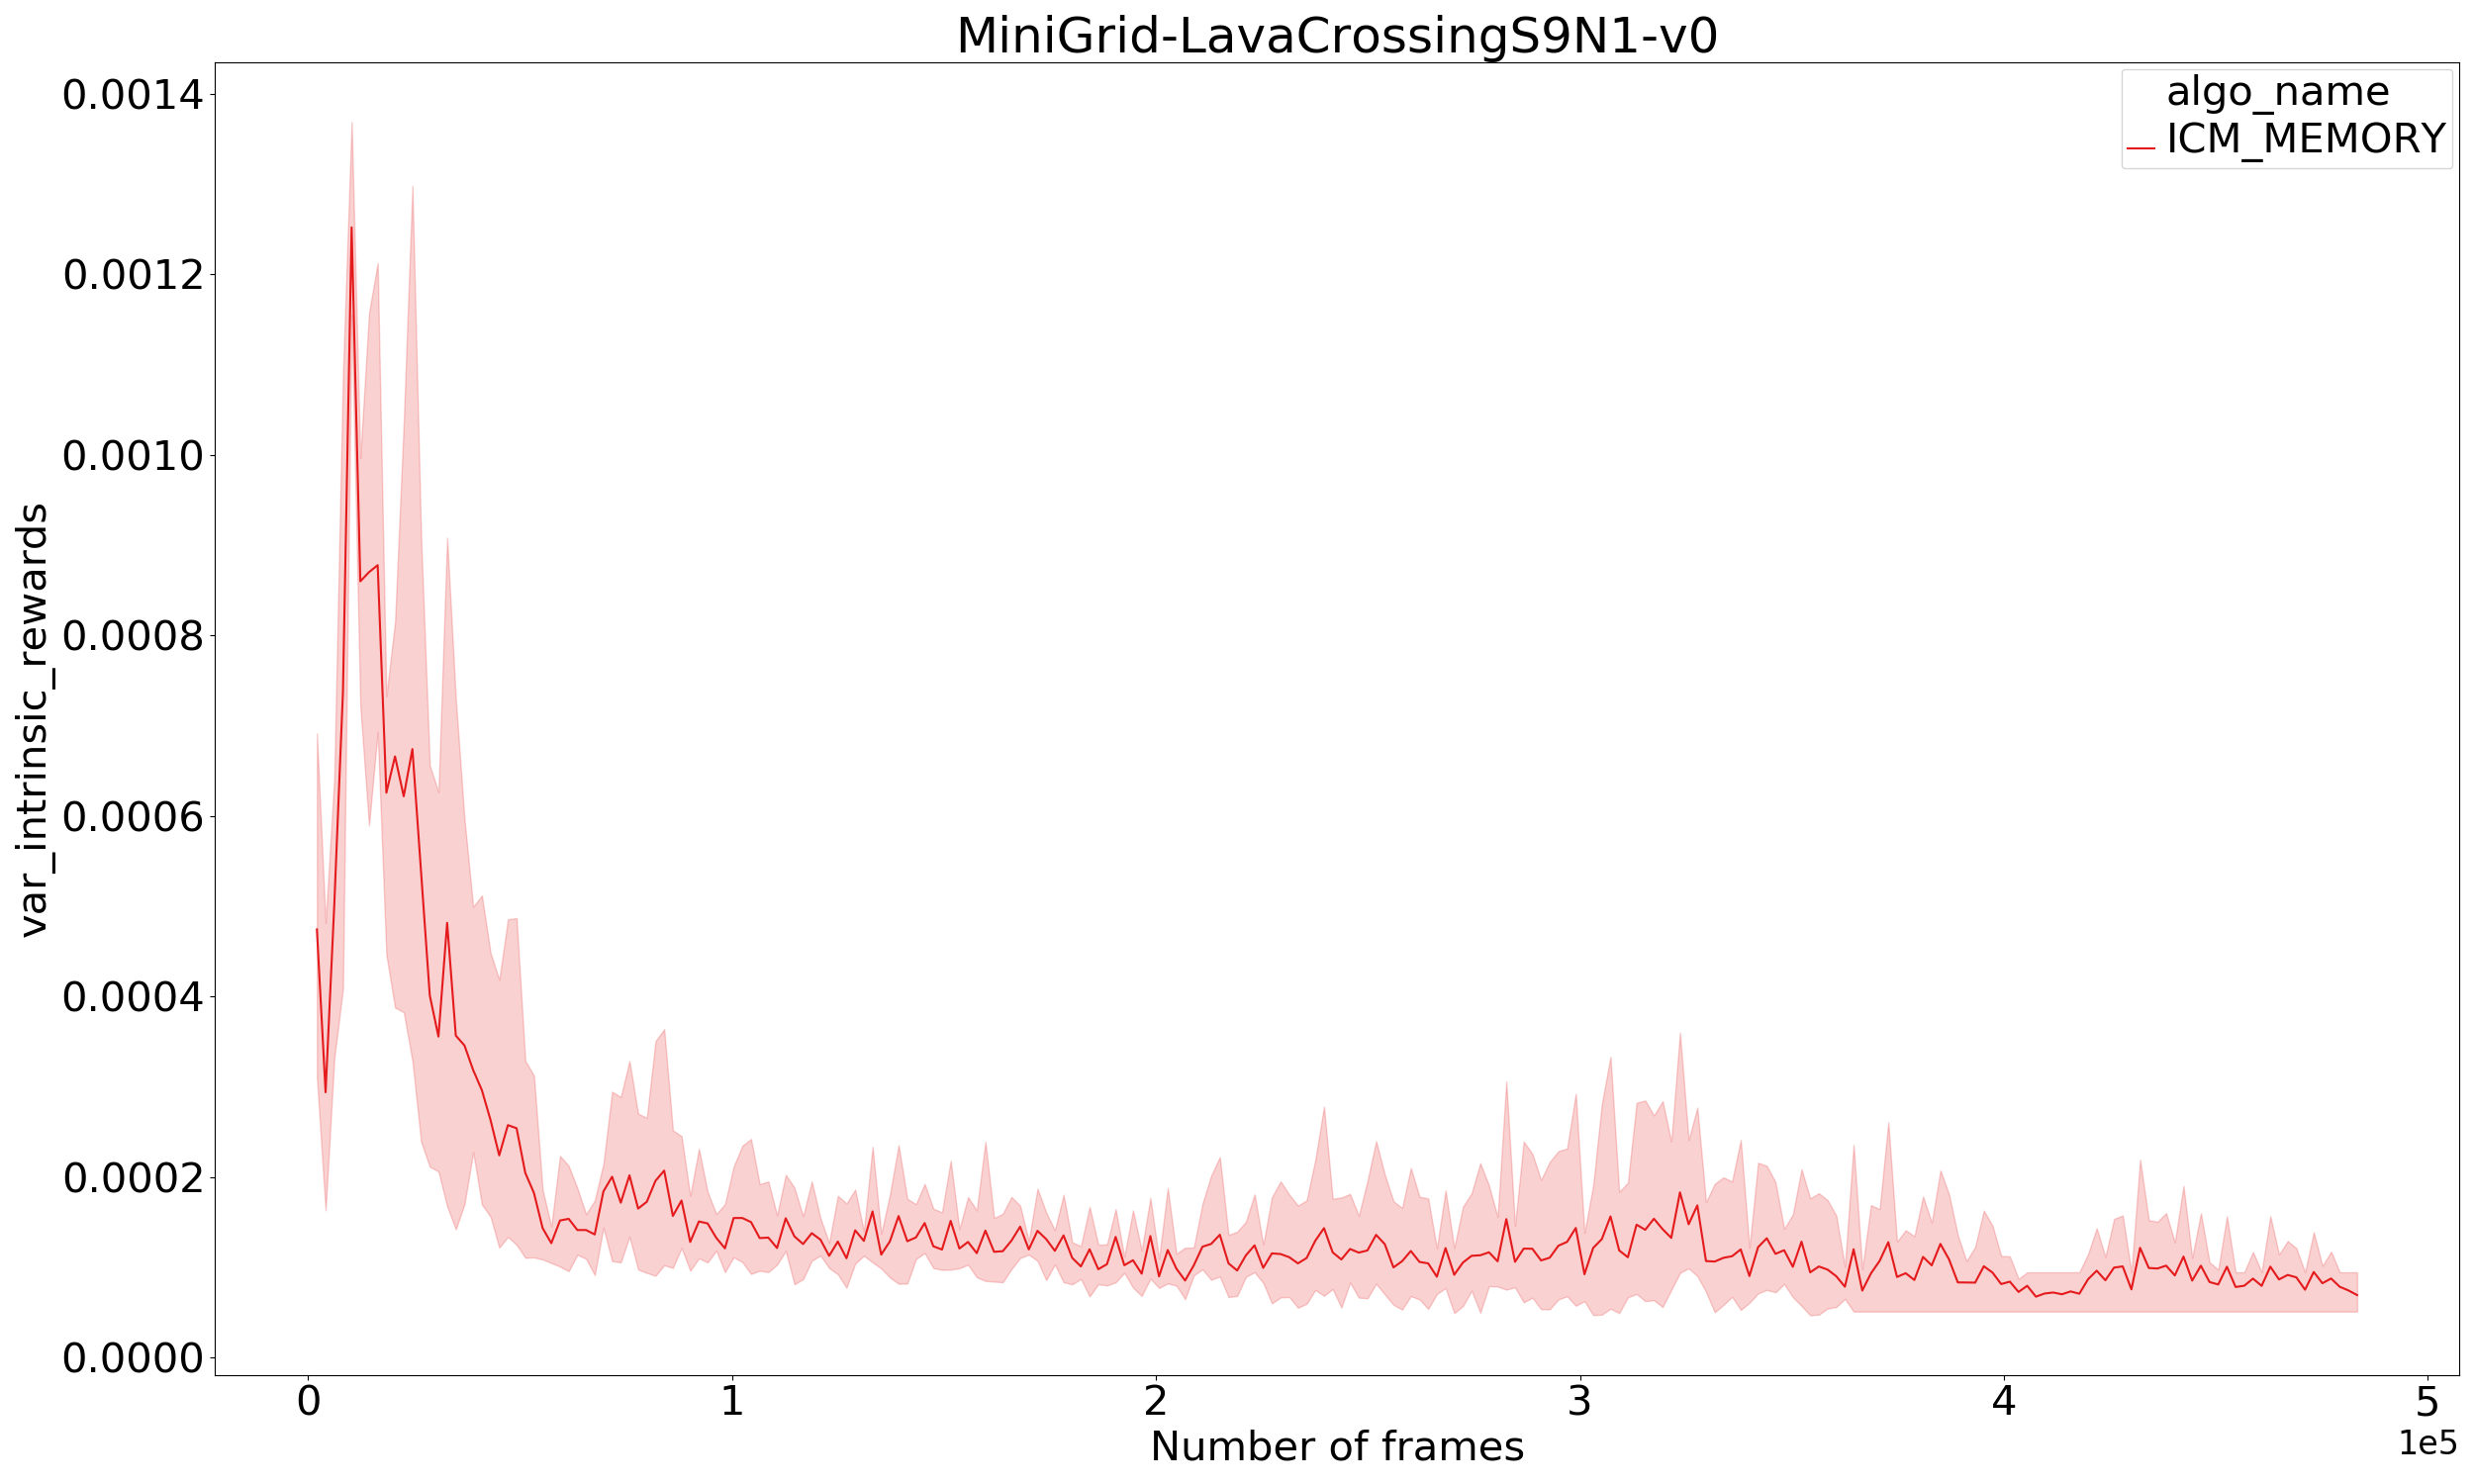 MiniGrid-LavaCrossingS9N1-v0
algo_name
ICM_MEMORY
var_intrinsic_rewards
0.0014
0.0012
0.0010
0.0008
0.0006
0.0004
0.0002
0.0000
0 1 2 3 4 5
Number of frames
1e5